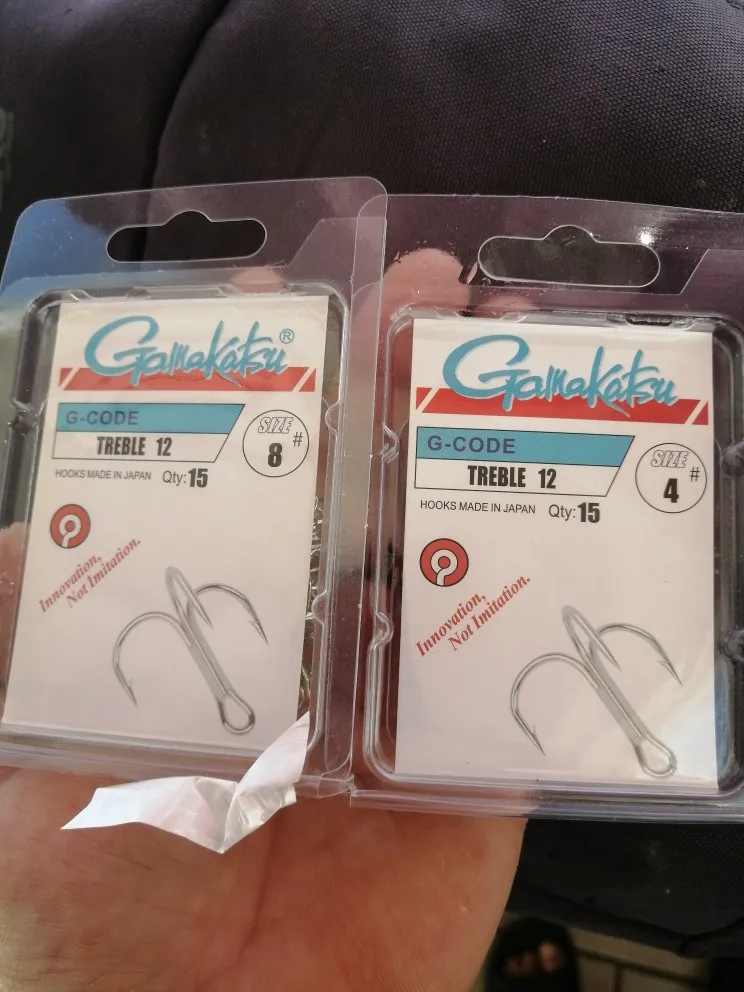 Gamakatsu®
G-CODE
TREBLE 12
SIZE
#
8
HOOKS MADE IN JAPAN Qty:15
Innovation,
Not Imitation.
Gamakatsu
G-CODE
TREBLE 12
SIZE
#
4
HOOKS MADE IN JAPAN Qty:15
Innovation,
Not Imitation.